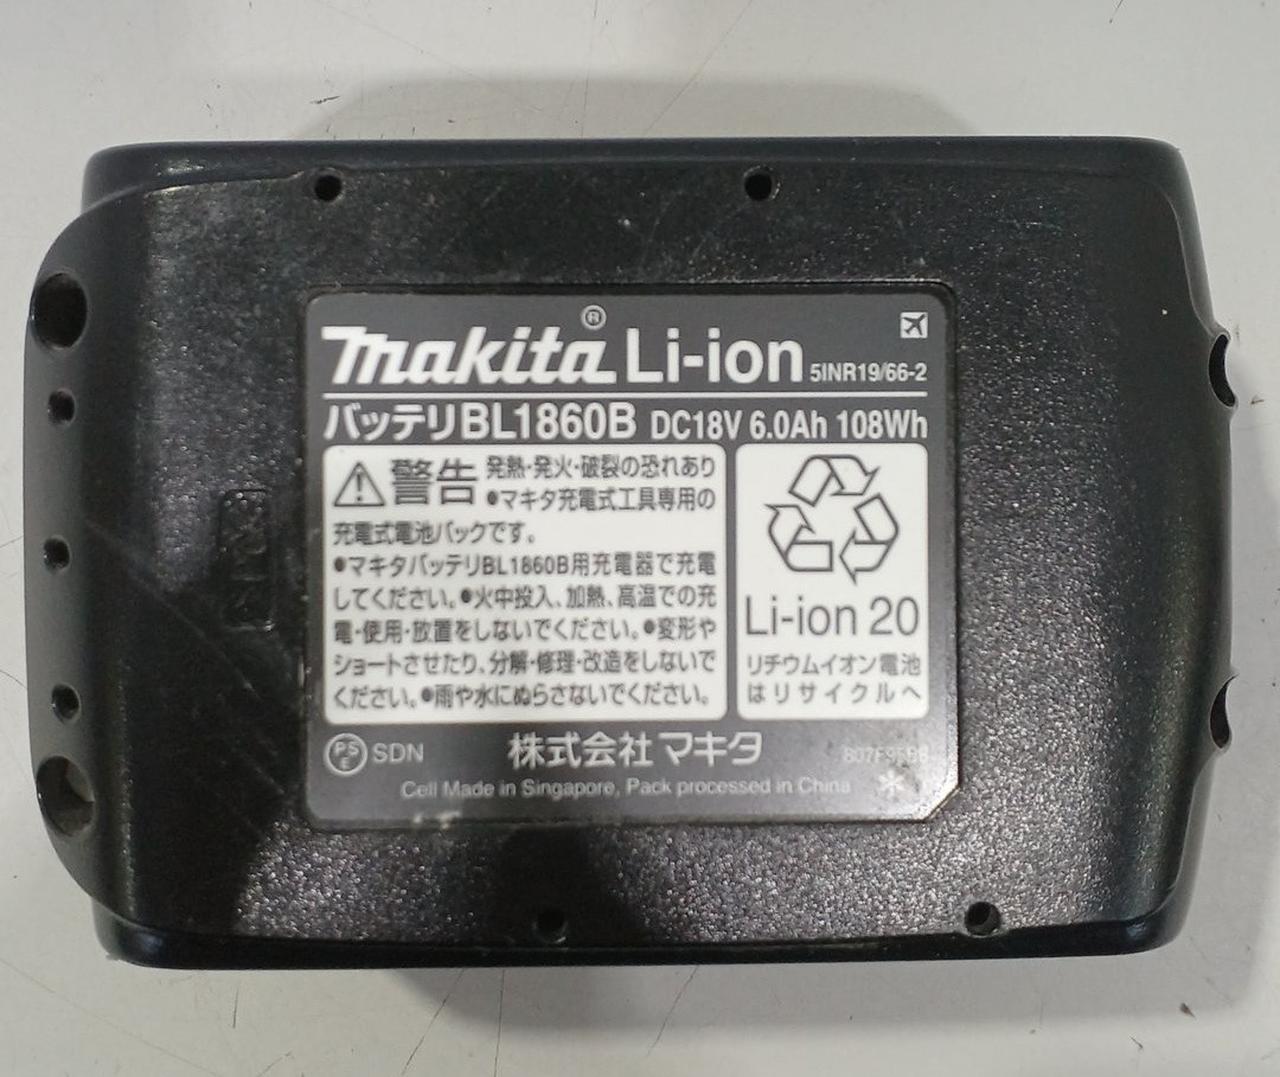 makita® Li-ion 5INR19/66-2
バッテリBL1860B DC18V 6.0Ah 108Wh
警告 発熱・発火・破裂の恐れあり
●マキタ充電式工具専用の
充電式電池パックです。
●マキタバッテリBL1860B用充電器で充電
してください。●火中投入、加熱、高温での充
電・使用・放置をしないでください。●変形や
ショートさせたり、分解・修理・改造をしないで
ください。●雨や水にぬらさないでください。
Li-ion 20
リチウムイオン電池
はリサイクルへ
PSE SDN 株式会社マキタ
Cell Made in Singapore, Pack processed in China *